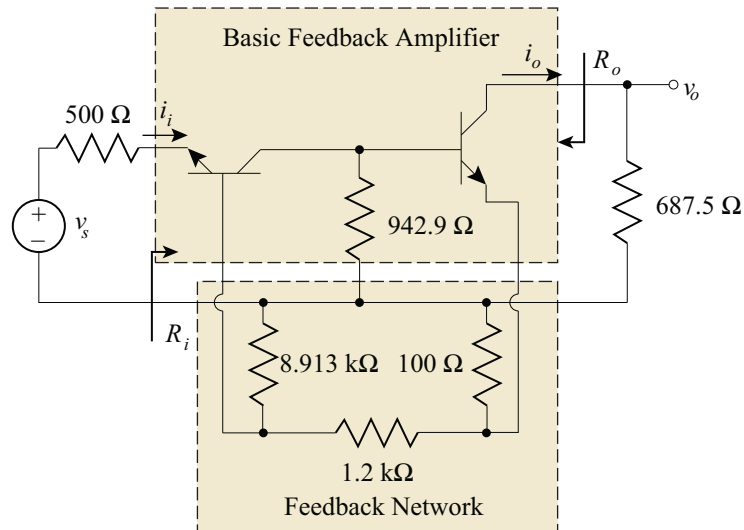 Basic Feedback Amplifier
i_o
R_o
500 Ω
i_i
v_o
+
−
v_s
942.9 Ω
687.5 Ω
R_i
8.913 kΩ
100 Ω
1.2 kΩ
Feedback Network